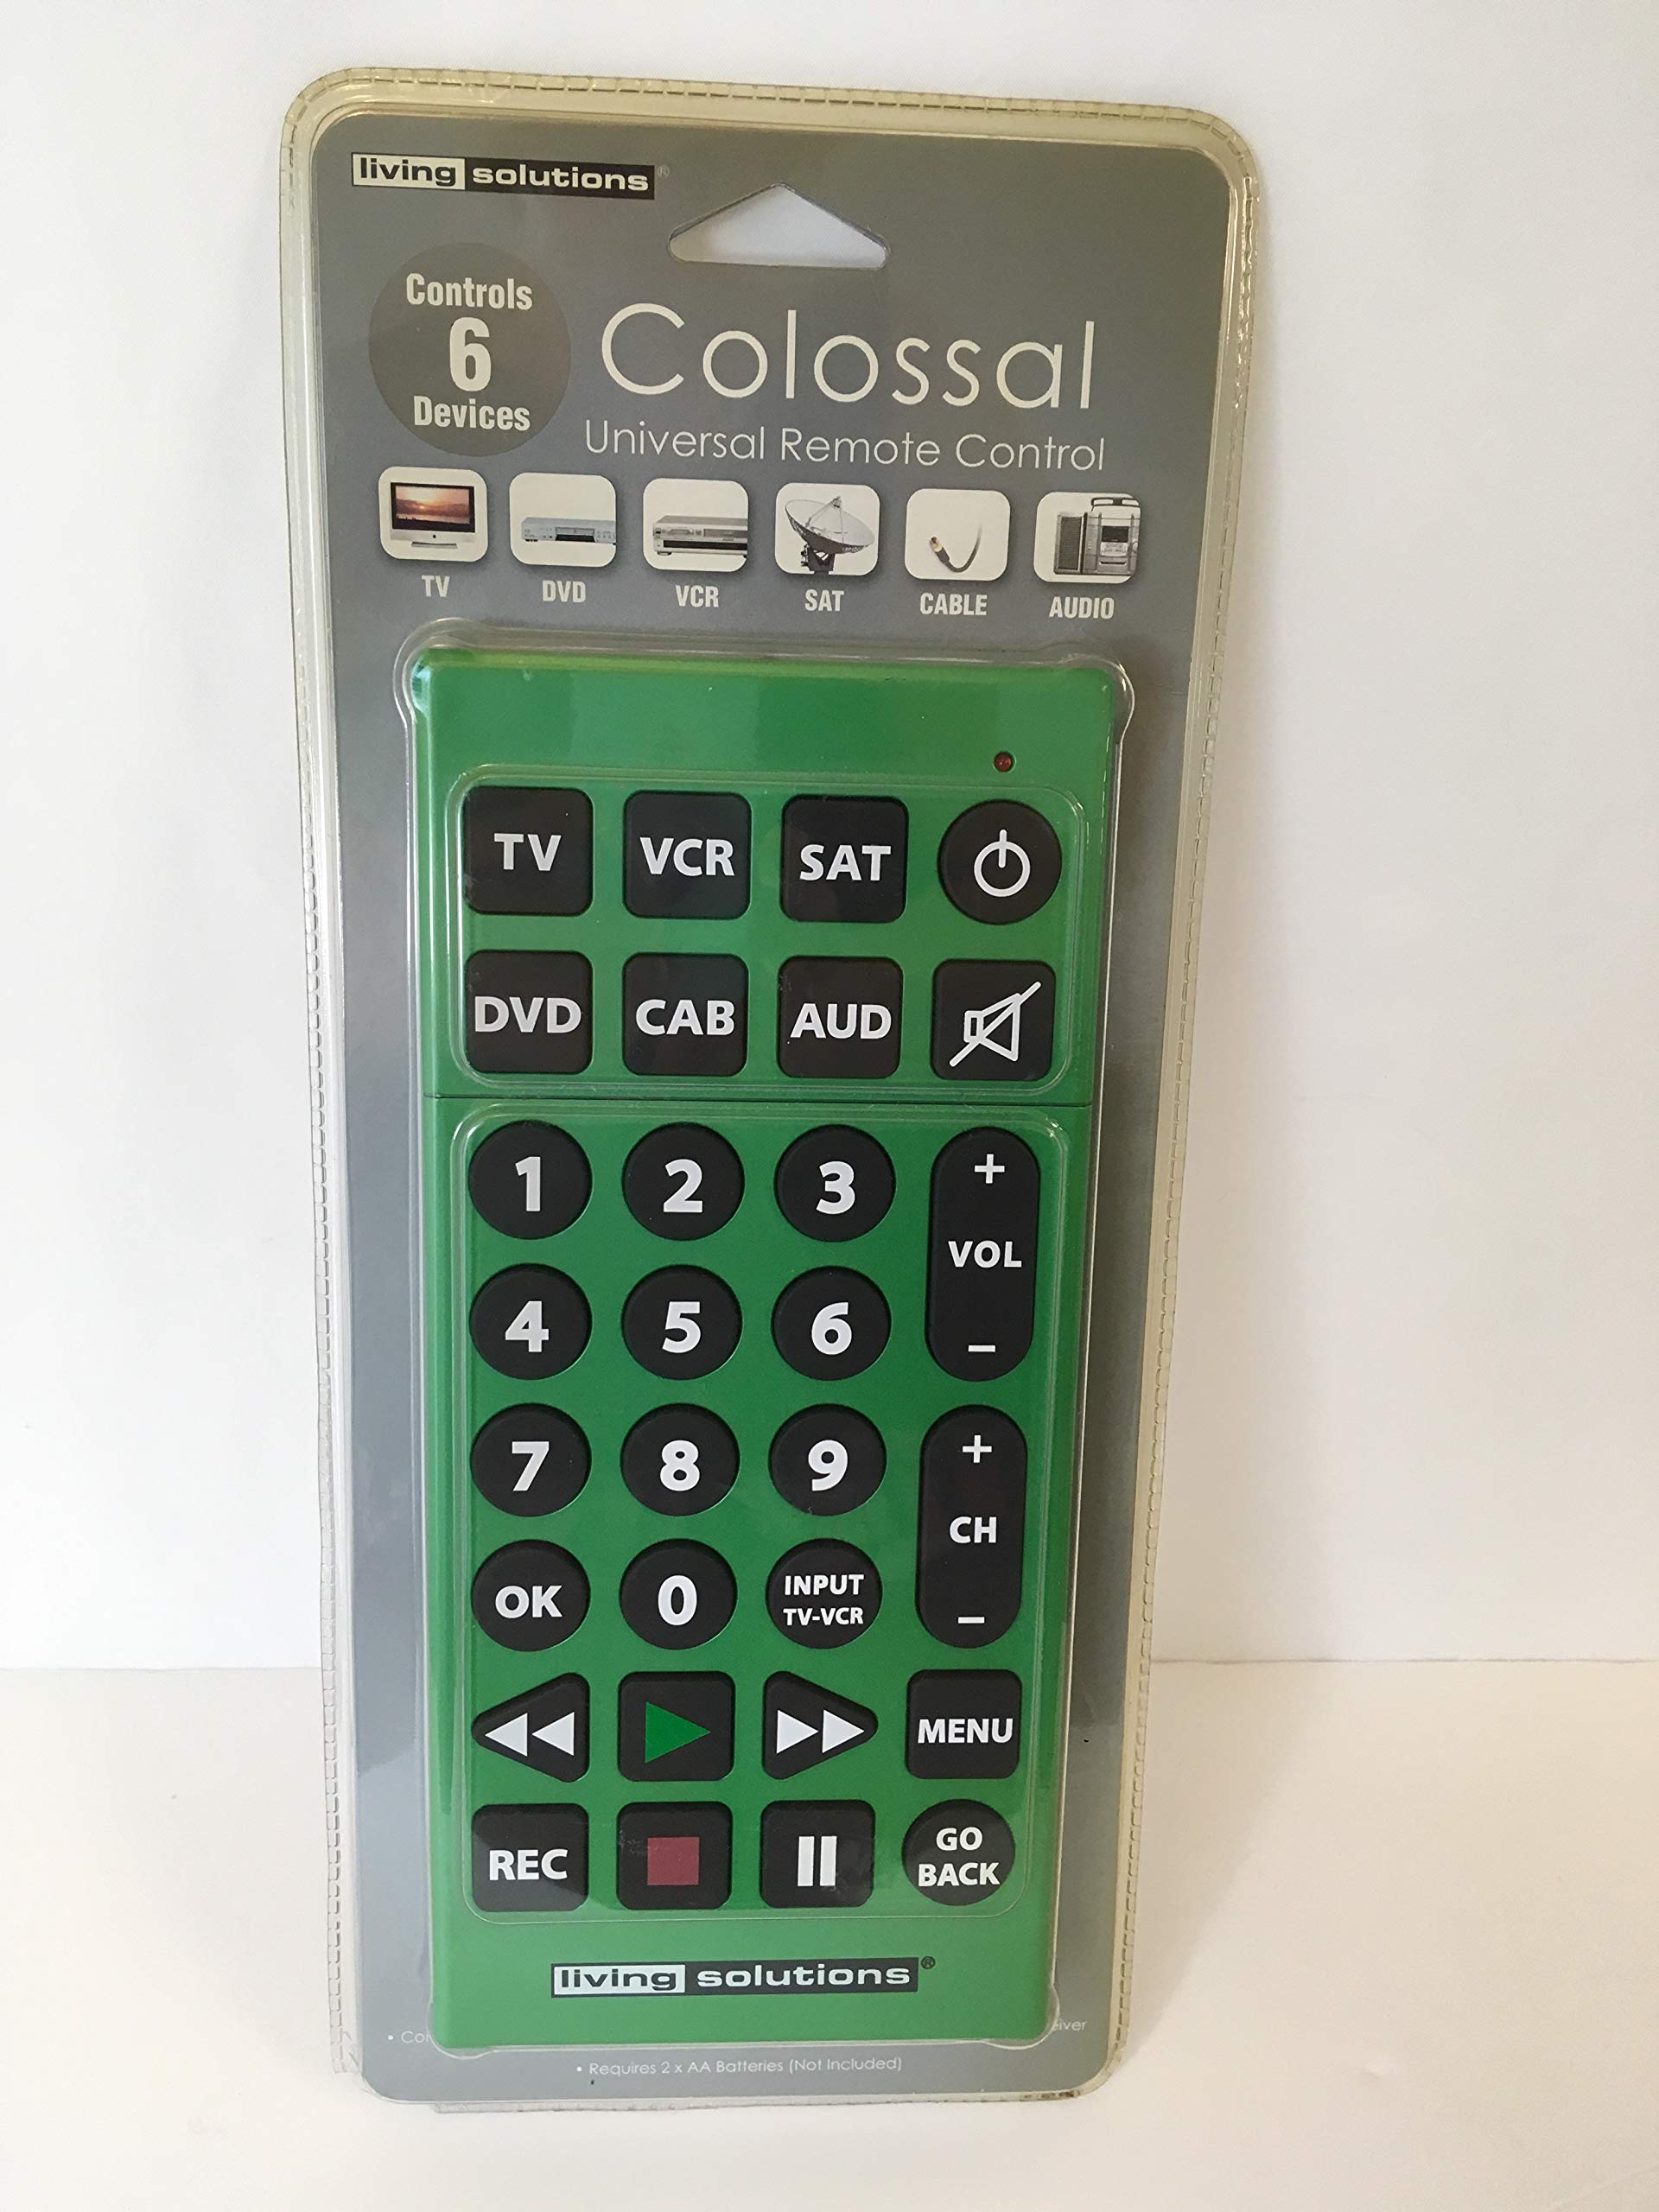 living solutions®
Controls
6
Devices
Colossal
Universal Remote Control
TV DVD VCR SAT CABLE AUDIO
TV VCR SAT
DVD CAB AUD
1 2 3
+
VOL
-
4 5 6
7 8 9
+
CH
-
OK 0 INPUT
TV-VCR
MENU
REC
GO
BACK
living solutions®
• Requires 2 x AA Batteries (Not Included)